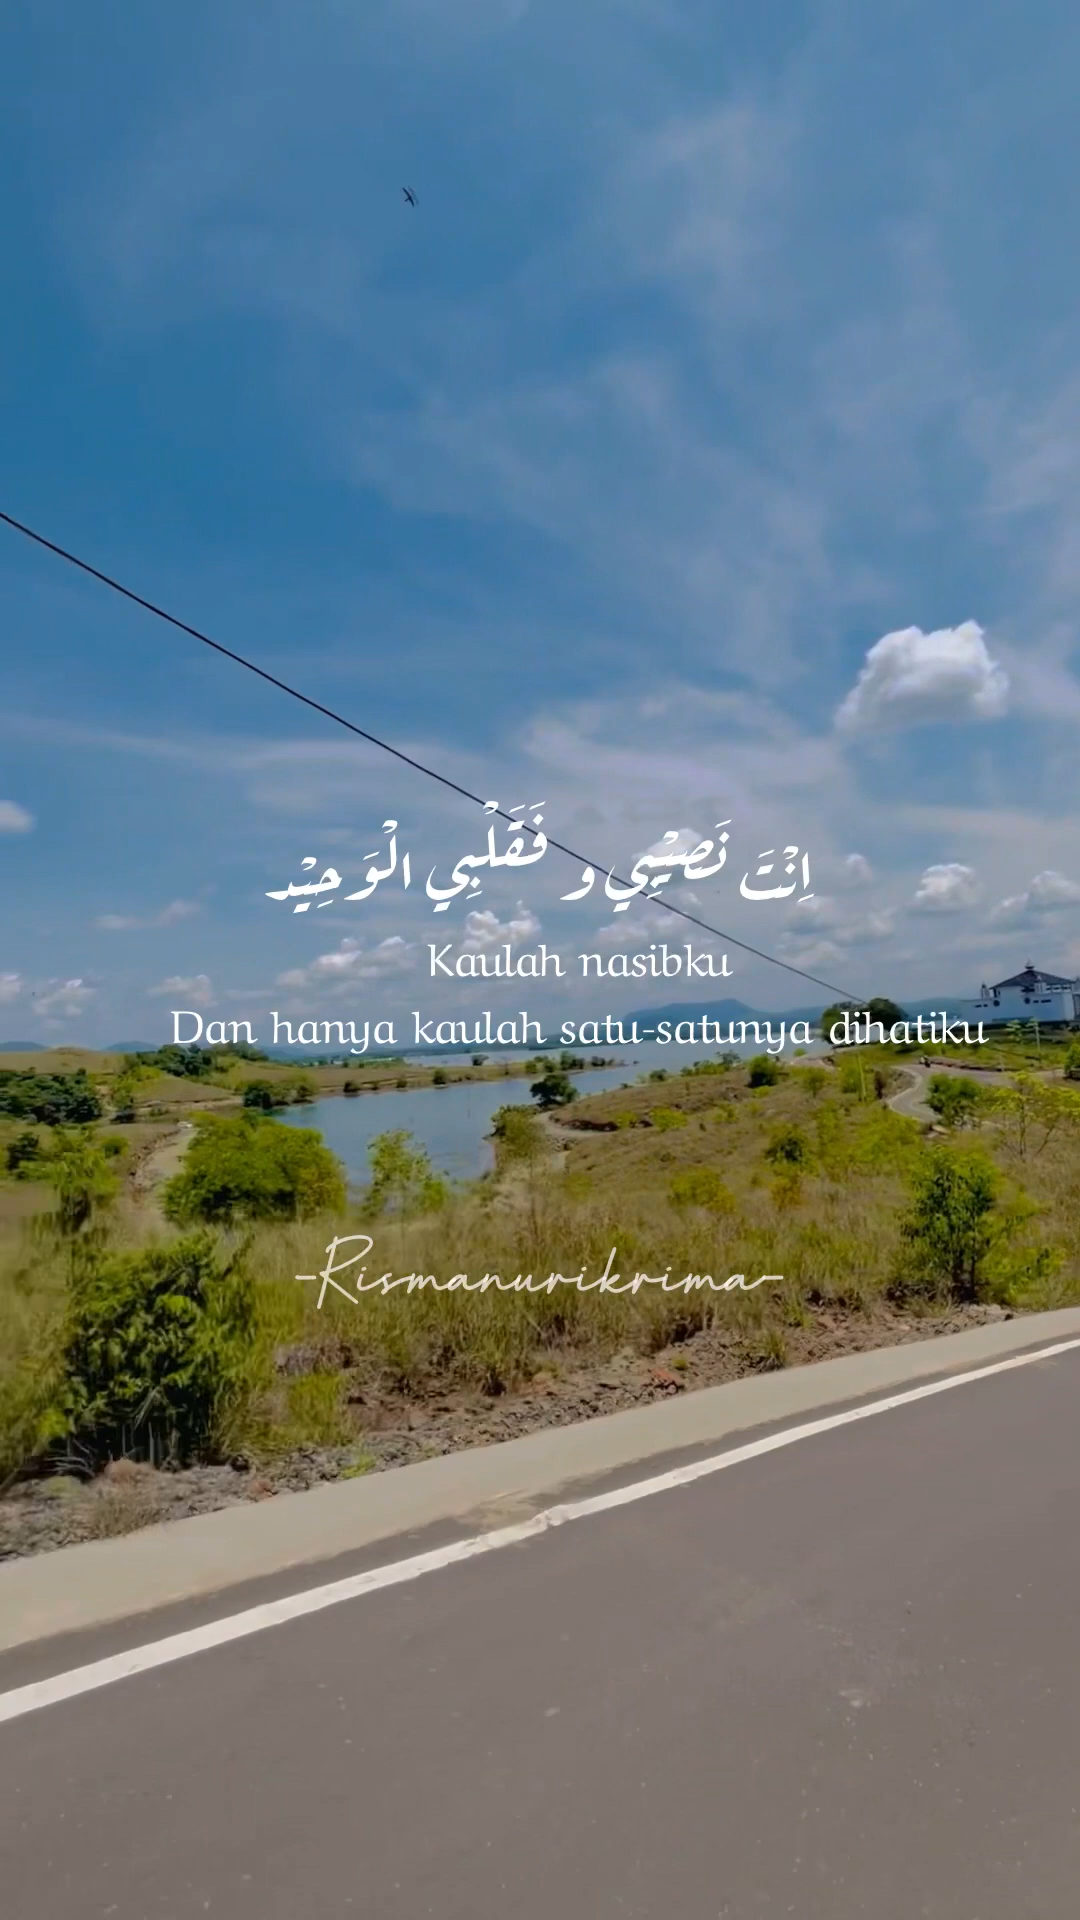 اِنْتَ نَصِيْبِي و فَقَلْبِي الْوَحِيْد
Kaulah nasibku
Dan hanya kaulah satu-satunya dihatiku
-Rismanurikrima-